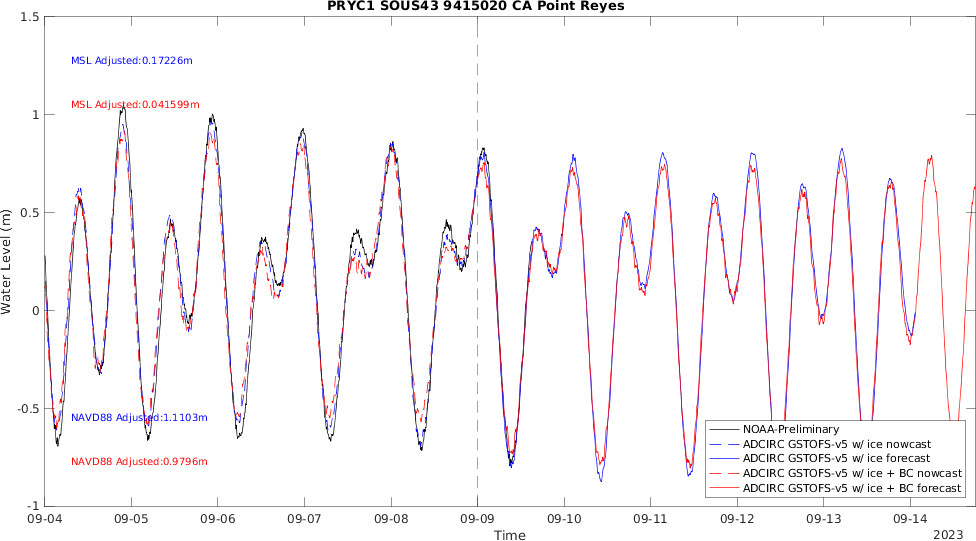 PRYC1 SOUS43 9415020 CA Point Reyes
1.5
MSL Adjusted:0.17226m
MSL Adjusted:0.041599m
1
0.5
Water Level (m)
0
-0.5
NAVD88 Adjusted:1.1103m
NAVD88 Adjusted:0.9796m
-1
NOAA-Preliminary
ADCIRC GSTOFS-v5 w/ ice nowcast
ADCIRC GSTOFS-v5 w/ ice forecast
ADCIRC GSTOFS-v5 w/ice + BC nowcast
ADCIRC GSTOFS-v5 w/ice + BC forecast
09-04 09-05 09-06 09-07 09-08 09-09 09-10 09-11 09-12 09-13 09-14
Time
2023